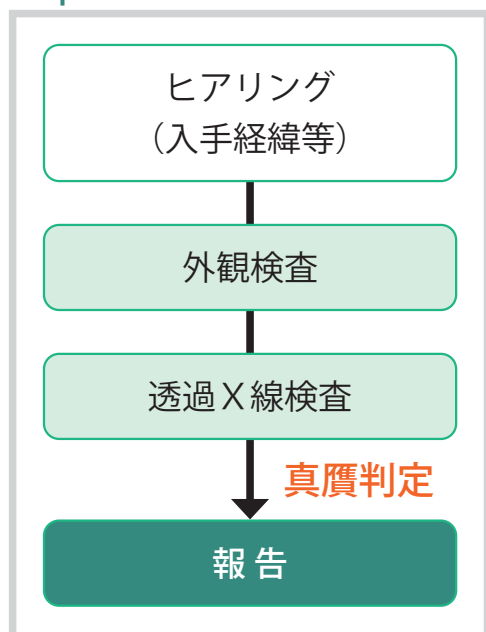 ヒアリング
（入手経緯等）
外観検査
透過X線検査
真贋判定
報告